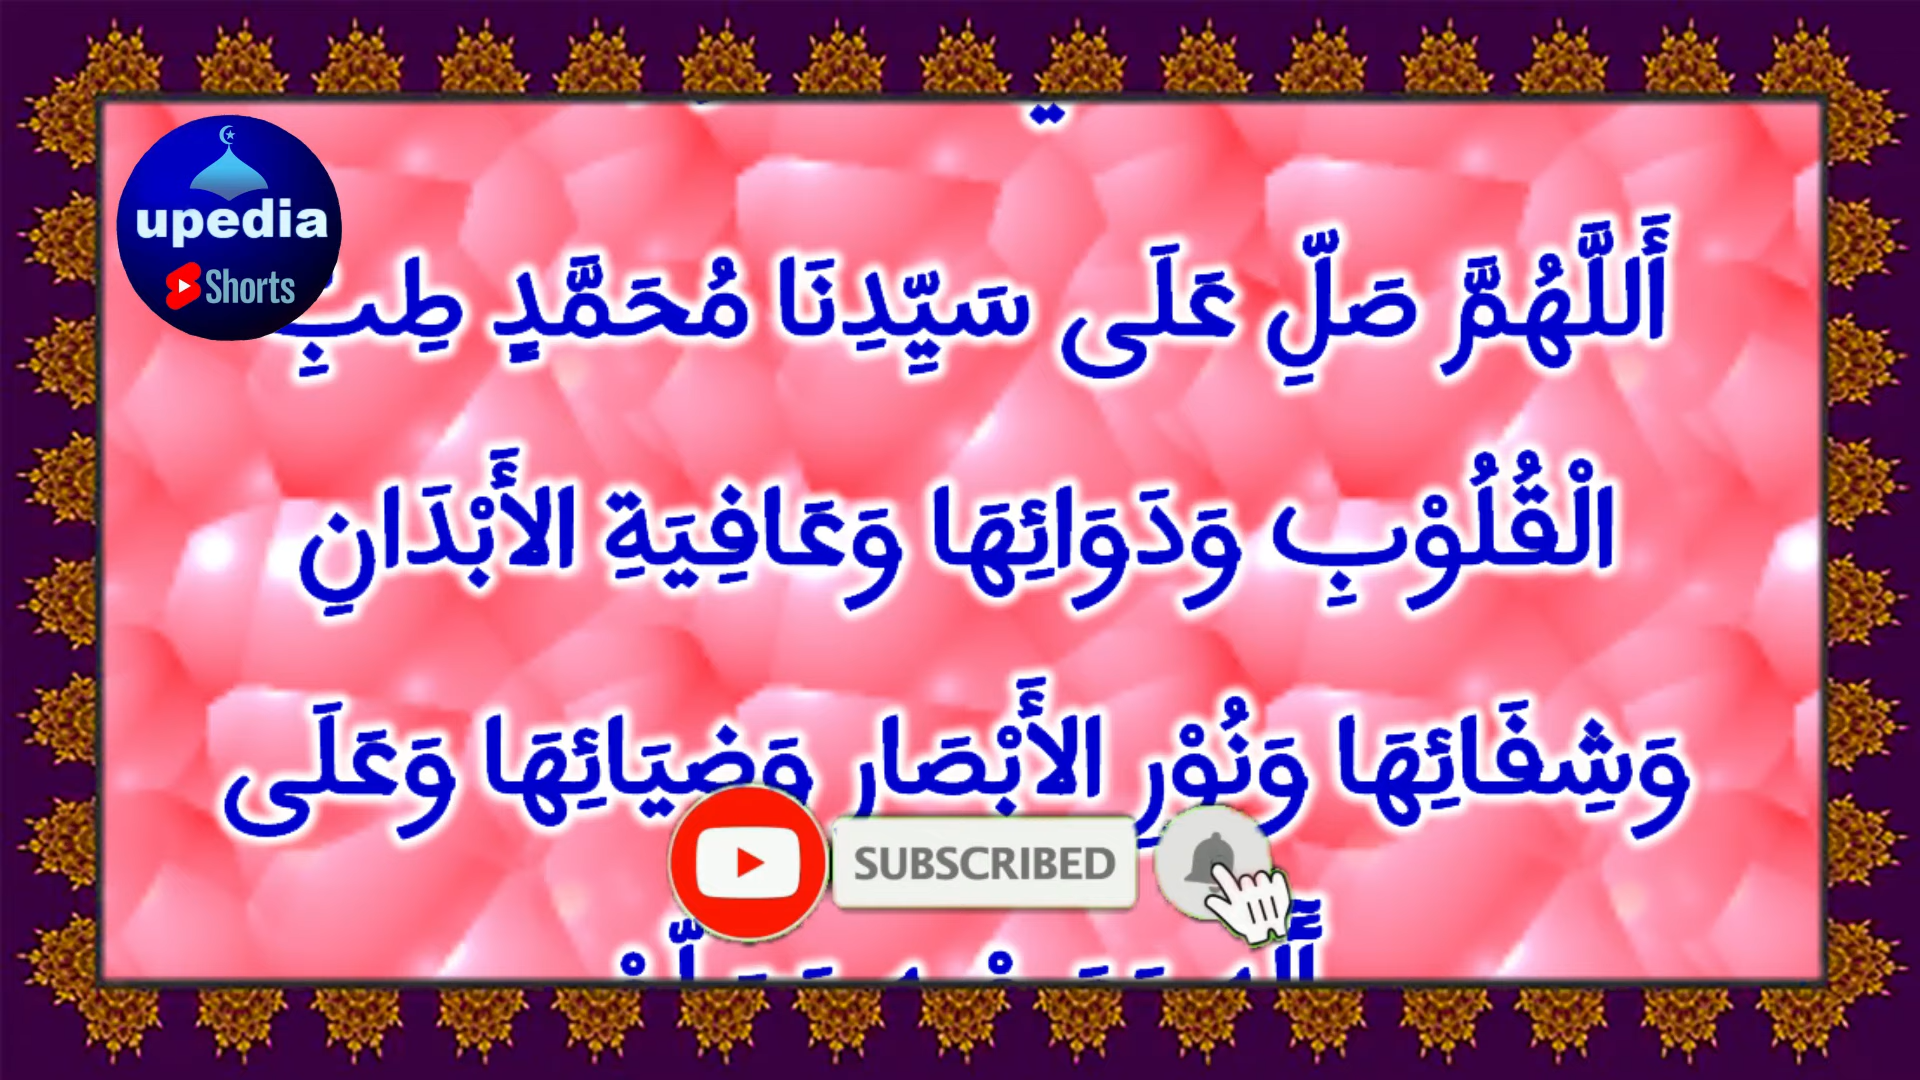 upedia
Shorts
أَللَّهُمَّ صَلِّ عَلَى سَيِّدِنَا مُحَمَّدٍ طِبِّ
الْقُلُوْبِ وَدَوَائِهَا وَعَافِيَةِ الأَبْدَانِ
وَشِفَائِهَا وَنُوْرِ الأَبْصَارِ وَضِيَائِهَا وَعَلَى
SUBSCRIBED